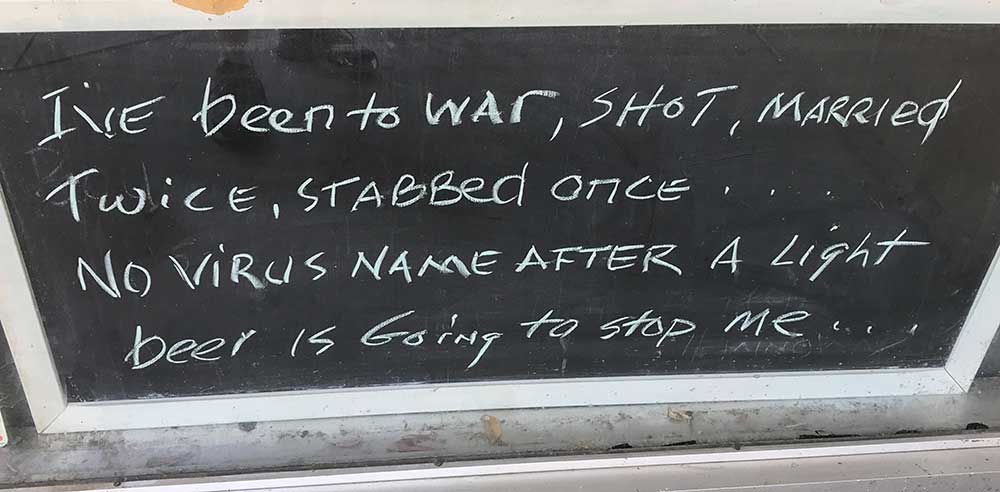 I'VE been to WAr, SHOT, MARRIed
TwiCE, STABBed onCE . . . .
NO ViRUS NAME AFTER A Light
beer is Going to stop me . . . .